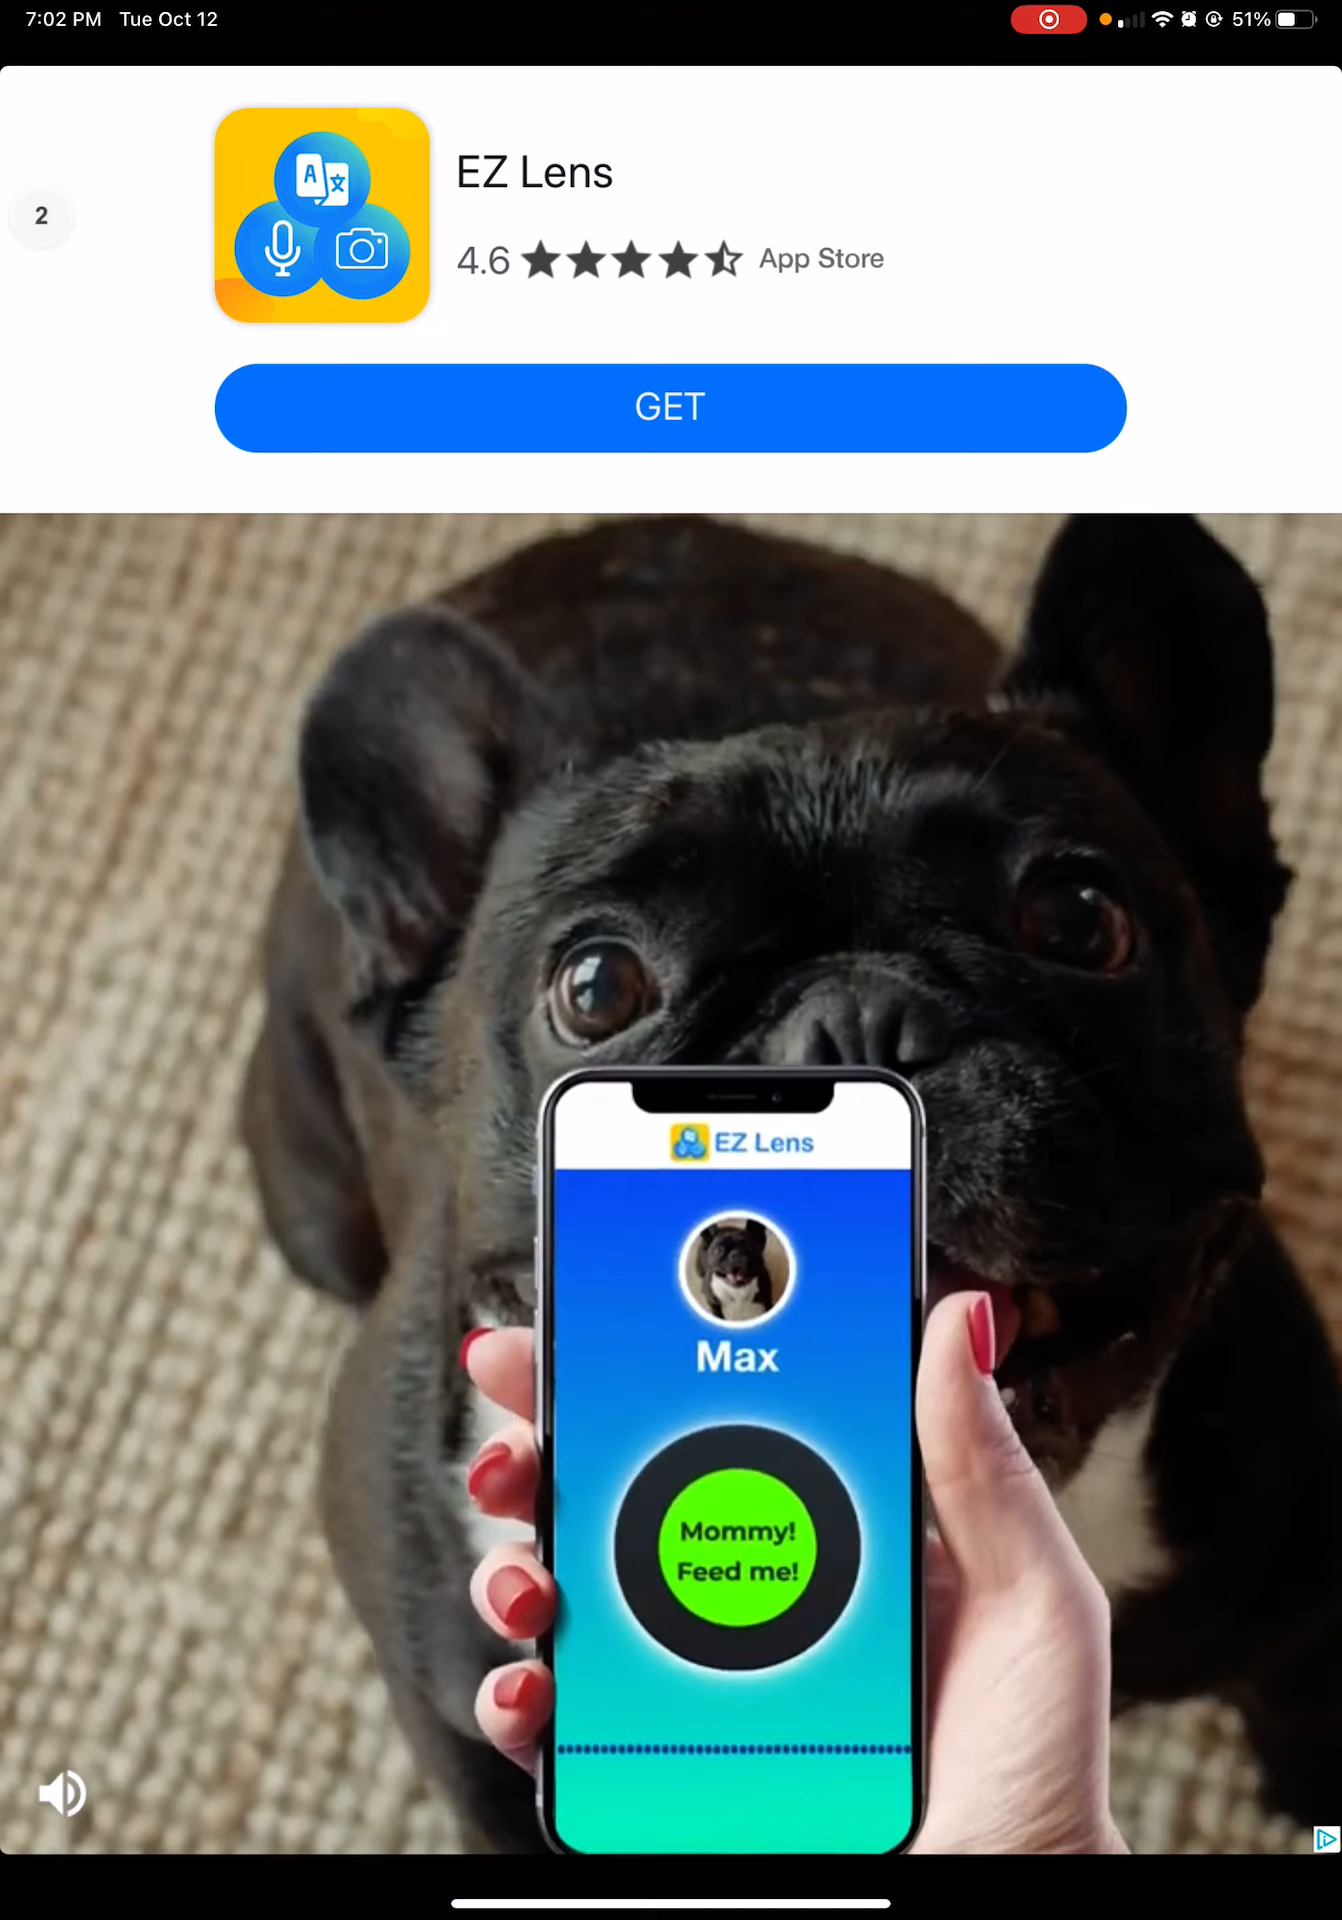 7:02 PM Tue Oct 12
51%
2
A 文
EZ Lens
4.6 App Store
GET
EZ Lens
Max
Mommy!
Feed me!